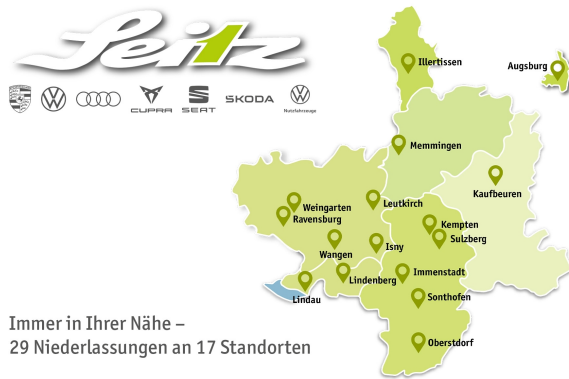 Seitz
CUPRA
SEAT
SKODA
Nutzfahrzeuge
Illertissen
Augsburg
Memmingen
Kaufbeuren
Leutkirch
Weingarten
Ravensburg
Kempten
Sulzberg
Isny
Wangen
Immenstadt
Lindenberg
Lindau
Sonthofen
Oberstdorf
Immer in Ihrer Nähe –
29 Niederlassungen an 17 Standorten